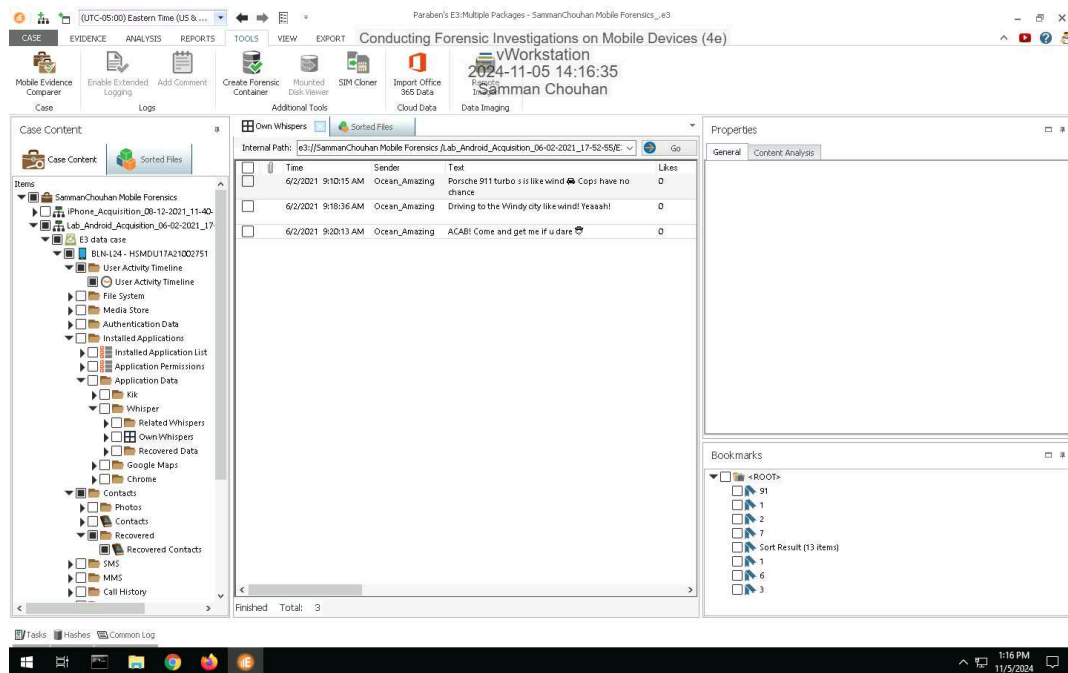 (UTC-05:00) Eastern Time (US & ...
Paraben's E3:Multiple Packages - SammanChouhan Mobile Forensics_.e3
CASE EVIDENCE ANALYSIS REPORTS TOOLS VIEW EXPORT
Conducting Forensic Investigations on Mobile Devices (4e)
vWorkstation
2024-11-05 14:16:35
Samman Chouhan
Mobile Evidence Comparer
Enable Extended Logging
Add Comment
Create Forensic Container
Mounted Disk Viewer
SIM Cloner
Import Office 365 Data
Remote
Case
Logs
Additional Tools
Cloud Data
Data Imaging
Case Content
Case Content
Sorted Files
Items
SammanChouhan Mobile Forensics
iPhone_Acquisition_08-12-2021_11-40-
Lab_Android_Acquisition_06-02-2021_17-
E3 data case
BLN-L24 - HSMDU17A21002751
User Activity Timeline
User Activity Timeline
File System
Media Store
Authentication Data
Installed Applications
Installed Application List
Application Permissions
Application Data
Kik
Whisper
Related Whispers
Own Whispers
Recovered Data
Google Maps
Chrome
Contacts
Photos
Contacts
Recovered
Recovered Contacts
SMS
MMS
Call History
Own Whispers
Sorted Files
Internal Path: e3://SammanChouhan Mobile Forensics /Lab_Android_Acquisition_06-02-2021_17-52-55/E:
Go
Time Sender Text Likes
6/2/2021 9:10:15 AM Ocean_Amazing Porsche 911 turbo s is like wind 🚘 Cops have no chance 0
6/2/2021 9:18:36 AM Ocean_Amazing Driving to the Windy city like wind! Yeaaah! 0
6/2/2021 9:20:13 AM Ocean_Amazing ACAB! Come and get me if u dare 0
Finished Total: 3
Properties
General
Content Analysis
Bookmarks
<ROOT>
91
1
2
7
Sort Result (13 items)
1
6
3
Tasks
Hashes
Common Log
1:16 PM
11/5/2024